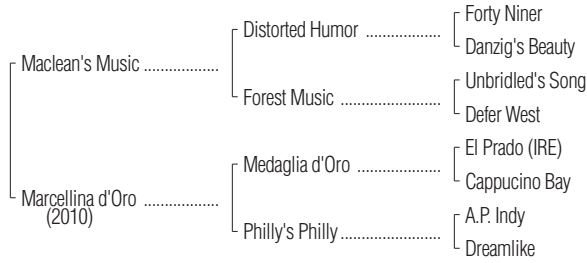 Forty Niner
Distorted Humor ..................
Danzig's Beauty
Maclean's Music ..................
Unbridled's Song
Forest Music ........................
Defer West
El Prado (IRE)
Medaglia d'Oro ....................
Cappucino Bay
Marcellina d'Oro ..................
(2010)
A.P. Indy
Philly's Philly ........................
Dreamlike